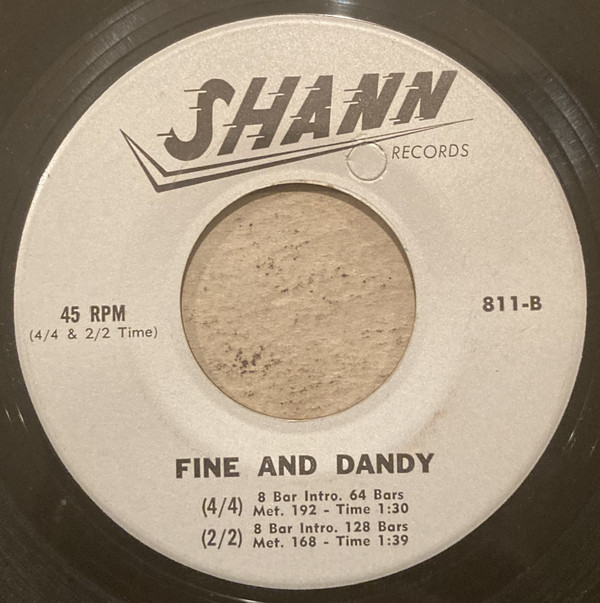 SHANN
RECORDS
45 RPM
(4/4 & 2/2 Time)
811-B
FINE AND DANDY
(4/4) 8 Bar Intro. 64 Bars
Met. 192 - Time 1:30
(2/2) 8 Bar Intro. 128 Bars
Met. 168 - Time 1:39